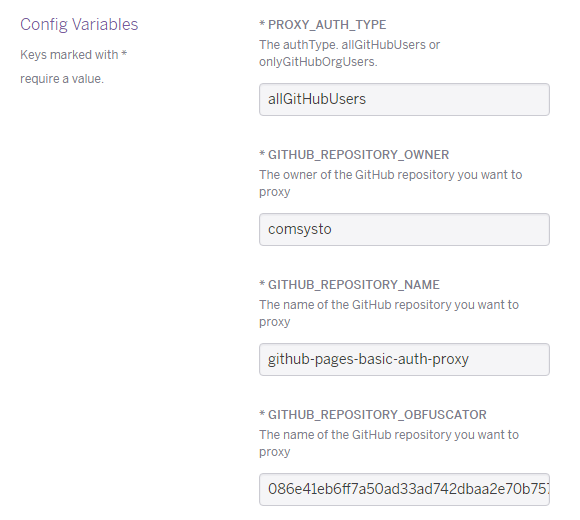 Config Variables
Keys marked with *
require a value.
* PROXY_AUTH_TYPE
The authType. allGitHubUsers or
onlyGitHubOrgUsers.
allGitHubUsers
* GITHUB_REPOSITORY_OWNER
The owner of the GitHub repository you want to
proxy
comsysto
* GITHUB_REPOSITORY_NAME
The name of the GitHub repository you want to
proxy
github-pages-basic-auth-proxy
* GITHUB_REPOSITORY_OBFUSCATOR
The name of the GitHub repository you want to
proxy
086e41eb6ff7a50ad33ad742dbaa2e70b757